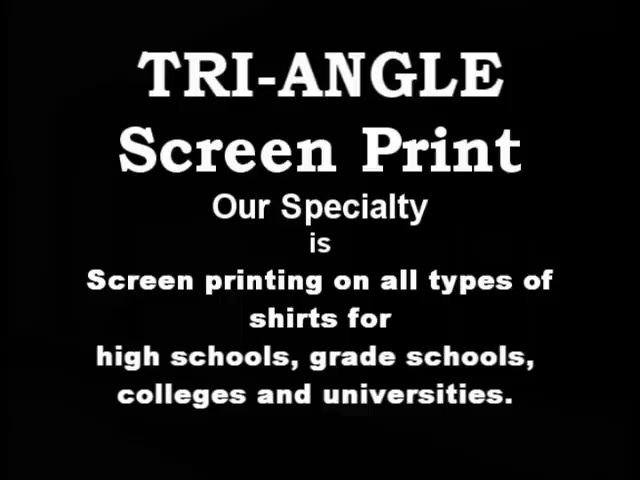 TRI-ANGLE
Screen Print
Our Specialty
is
Screen printing on all types of
shirts for
high schools, grade schools,
colleges and universities.